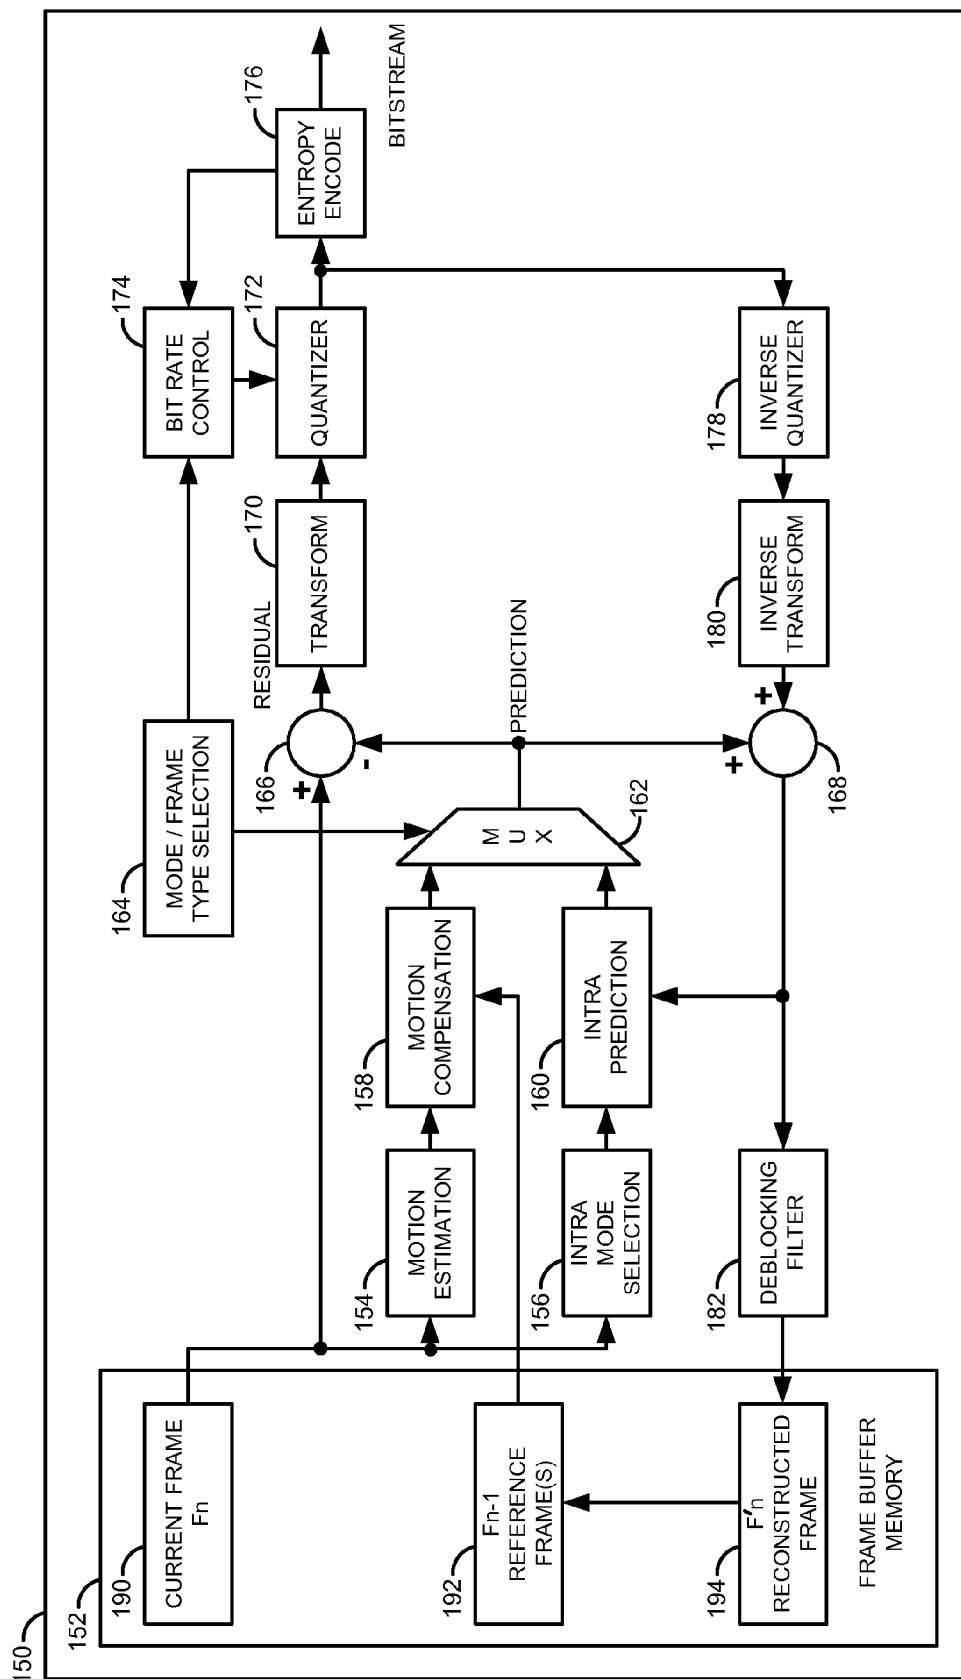 150
152
190
CURRENT FRAME
Fn
192
Fn-1
REFERENCE
FRAME(S)
194
F'n
RECONSTRUCTED
FRAME
FRAME BUFFER
MEMORY
154
MOTION
ESTIMATION
156
INTRA
MODE
SELECTION
182
DEBLOCKING
FILTER
158
MOTION
COMPENSATION
160
INTRA
PREDICTION
164
MODE / FRAME
TYPE SELECTION
M
U
X
162
166
+
-
RESIDUAL
PREDICTION
+
+
168
170
TRANSFORM
180
INVERSE
TRANSFORM
174
BIT RATE
CONTROL
172
QUANTIZER
178
INVERSE
QUANTIZER
176
ENTROPY
ENCODE
BITSTREAM